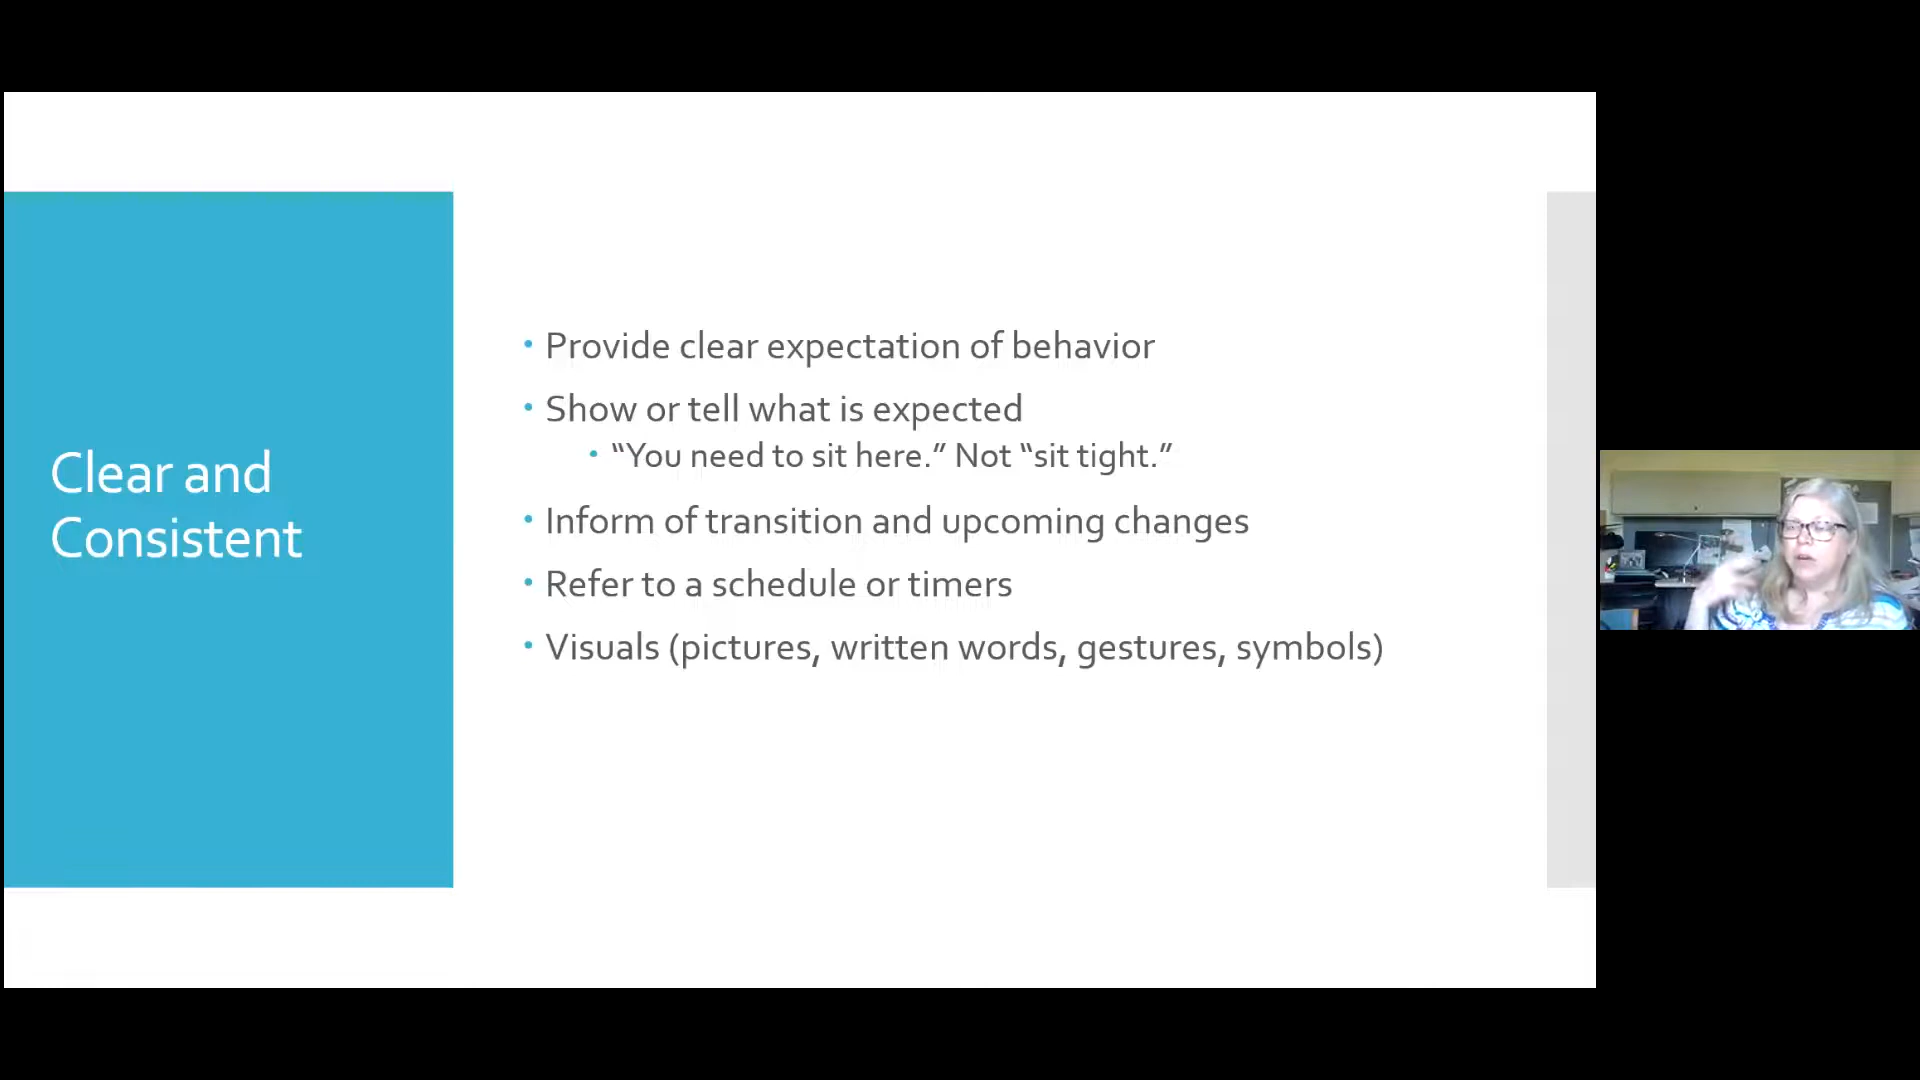 Clear and
Consistent
• Provide clear expectation of behavior
• Show or tell what is expected
• “You need to sit here.” Not “sit tight.”
• Inform of transition and upcoming changes
• Refer to a schedule or timers
• Visuals (pictures, written words, gestures, symbols)